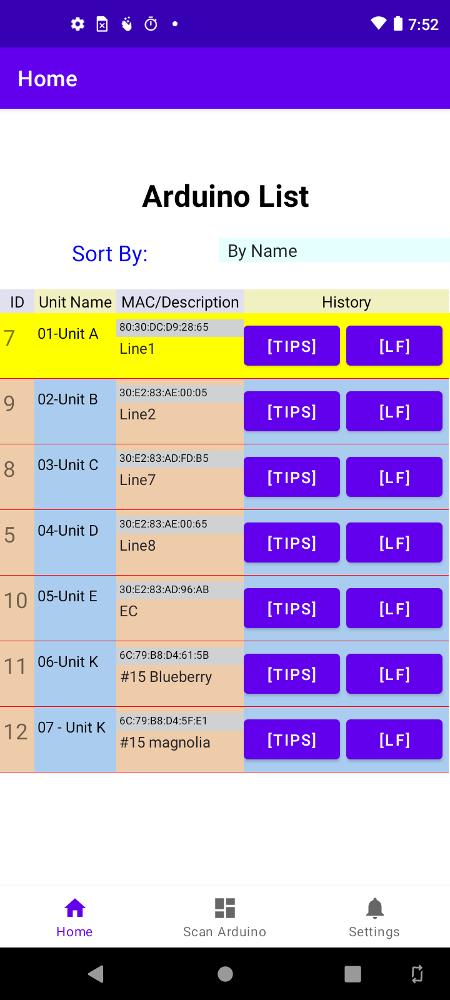 7:52
Home
Arduino List
Sort By: By Name
ID Unit Name MAC/Description History
7 01-Unit A 80:30:DC:D9:28:65 [TIPS] [LF]
Line1
9 02-Unit B 30:E2:83:AE:00:05 [TIPS] [LF]
Line2
8 03-Unit C 30:E2:83:AD:FD:B5 [TIPS] [LF]
Line7
5 04-Unit D 30:E2:83:AE:00:65 [TIPS] [LF]
Line8
10 05-Unit E 30:E2:83:AD:96:AB [TIPS] [LF]
EC
11 06-Unit K 6C:79:B8:D4:61:5B [TIPS] [LF]
#15 Blueberry
12 07 - Unit K 6C:79:B8:D4:5F:E1 [TIPS] [LF]
#15 magnolia
Home Scan Arduino Settings